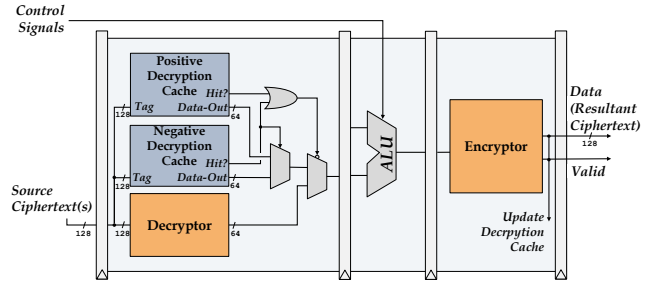 Control
Signals
Positive
Decryption
Cache
Hit?
Tag
Data-Out
128
64
Negative
Decryption
Cache
Hit?
Tag
Data-Out
128
64
Source
Ciphertext(s)
128
128
Decryptor
64
ALU
Encryptor
Data
(Resultant
Ciphertext)
128
Valid
Update
Decrpytion
Cache